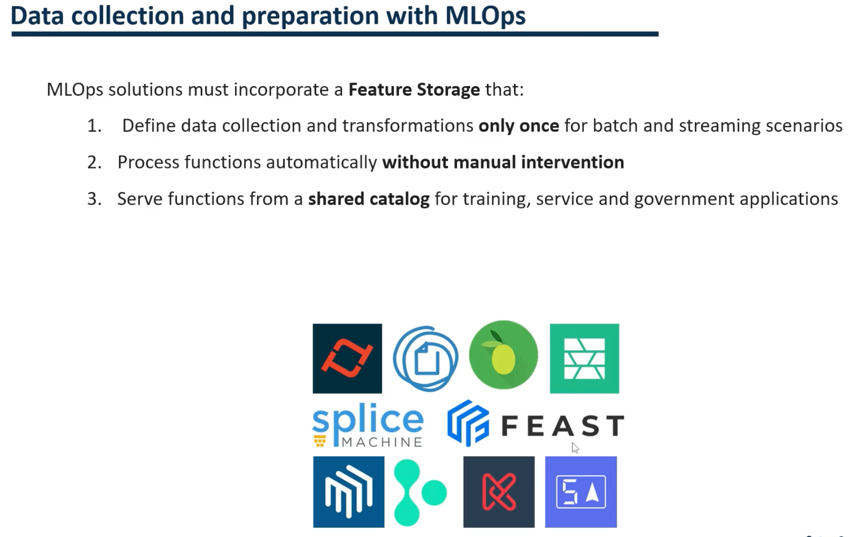 Data collection and preparation with MLOps
MLOps solutions must incorporate a Feature Storage that:
1. Define data collection and transformations only once for batch and streaming scenarios
2. Process functions automatically without manual intervention
3. Serve functions from a shared catalog for training, service and government applications
splice
MACHINE
FEAST